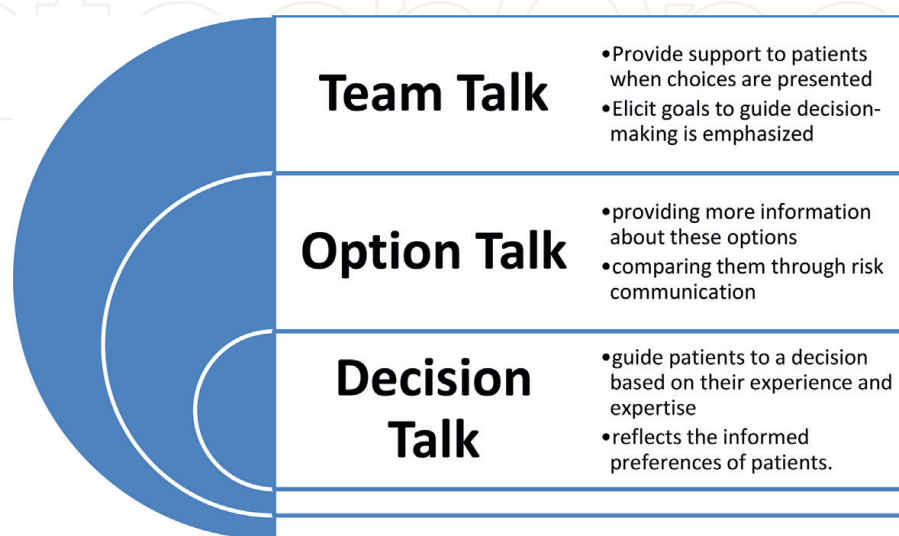 Team Talk
•Provide support to patients
when choices are presented
•Elicit goals to guide decision-
making is emphasized
Option Talk
•providing more information
about these options
•comparing them through risk
communication
Decision
Talk
•guide patients to a decision
based on their experience and
expertise
•reflects the informed
preferences of patients.